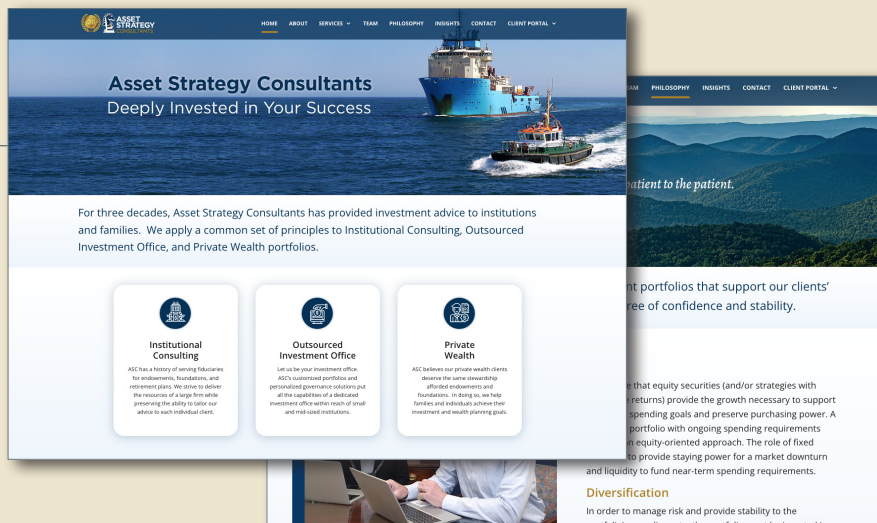 ASSET
STRATEGY
CONSULTANTS
HOME ABOUT SERVICES TEAM PHILOSOPHY INSIGHTS CONTACT CLIENT PORTAL
Asset Strategy Consultants
Deeply Invested in Your Success
For three decades, Asset Strategy Consultants has provided investment advice to institutions
and families. We apply a common set of principles to Institutional Consulting, Outsourced
Investment Office, and Private Wealth portfolios.
Institutional
Consulting
ASC has a history of serving fiduciaries
for endowments, foundations, and
retirement plans. We strive to deliver
the resources of a large firm while
preserving the ability to tailor our
advice to each individual client.
Outsourced
Investment Office
Let us be your investment office.
ASC's customized portfolios and
personalized governance solutions put
all the capabilities of a dedicated
investment office within reach of small
and mid-sized institutions.
Private
Wealth
ASC believes our private wealth clients
deserve the same stewardship
afforded endowments and
foundations. In doing so, we help
families and individuals achieve their
investment and wealth planning goals.
PHILOSOPHY INSIGHTS CONTACT CLIENT PORTAL
patient to the patient.
portfolios that support our clients'
of confidence and stability.
that equity securities (and/or strategies with
returns) provide the growth necessary to support
spending goals and preserve purchasing power. A
portfolio with ongoing spending requirements
equity-oriented approach. The role of fixed
to provide staying power for a market downturn
and liquidity to fund near-term spending requirements.
Diversification
In order to manage risk and provide stability to the